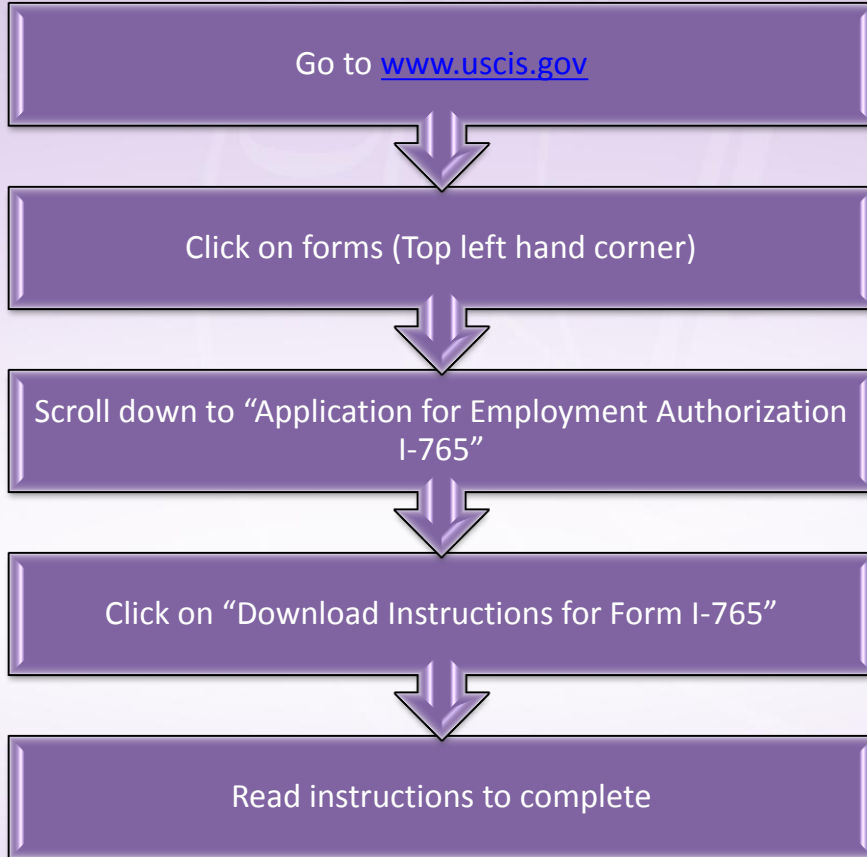 Go to www.uscis.gov
Click on forms (Top left hand corner)
Scroll down to “Application for Employment Authorization
I-765”
Click on “Download Instructions for Form I-765”
Read instructions to complete